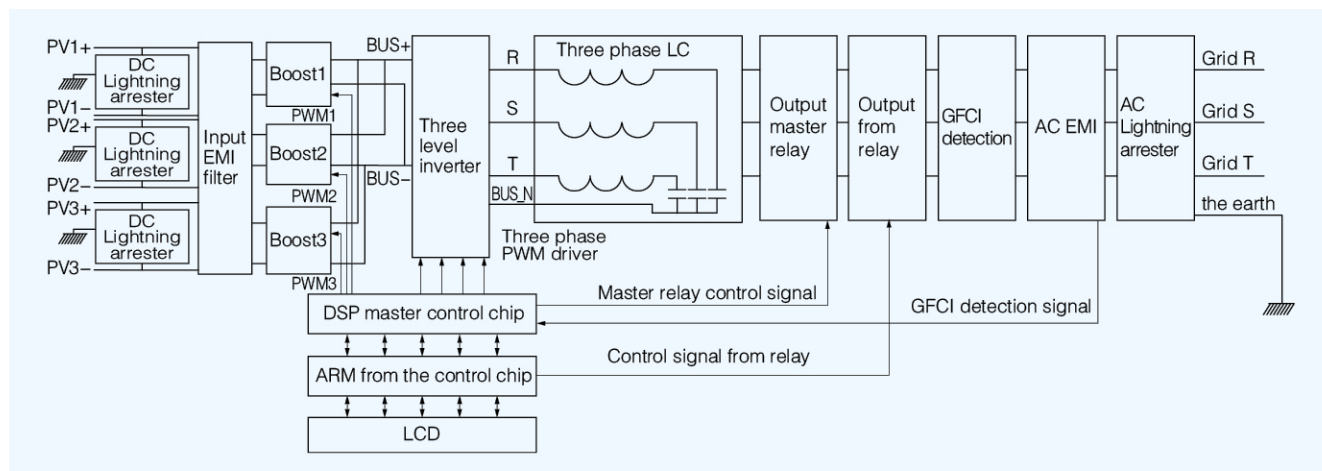 PV1+
DC
Lightning
arrester
PV1−
PV2+
DC
Lightning
arrester
PV2−
PV3+
DC
Lightning
arrester
PV3−
Input
EMI
filter
Boost1
PWM1
Boost2
PWM2
Boost3
PWM3
BUS+
BUS−
Three
level
inverter
R
S
T
BUS_N
Three phase LC
Three phase
PWM driver
Output
master
relay
Output
from
relay
GFCI
detection
AC EMI
AC
Lightning
arrester
Grid R
Grid S
Grid T
the earth
Master relay control signal
GFCI detection signal
DSP master control chip
Control signal from relay
ARM from the control chip
LCD